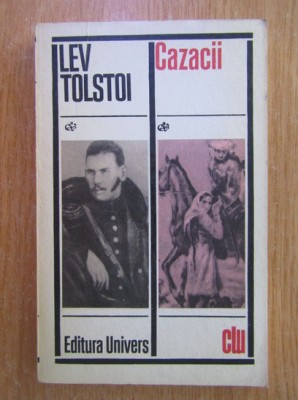 LEV
TOLSTOI
Cazacii
Editura Univers
clu